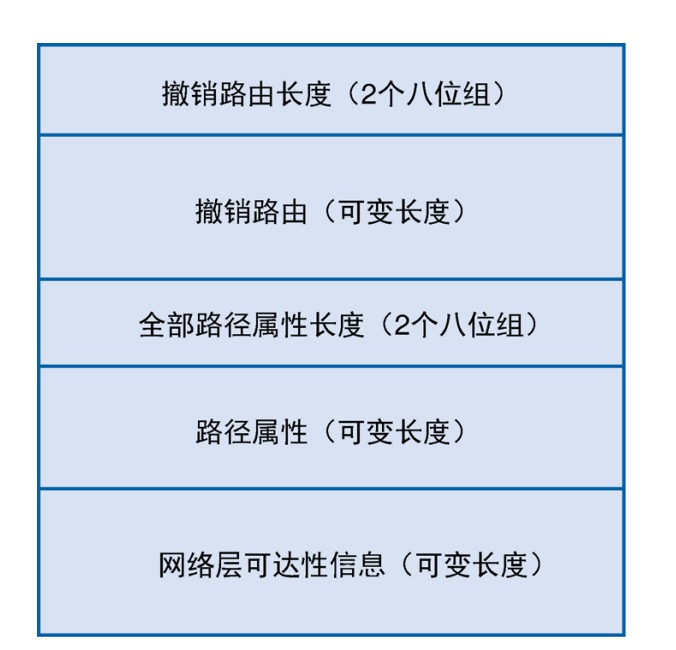 撤销路由长度（2个八位组）
撤销路由（可变长度）
全部路径属性长度（2个八位组）
路径属性（可变长度）
网络层可达性信息（可变长度）